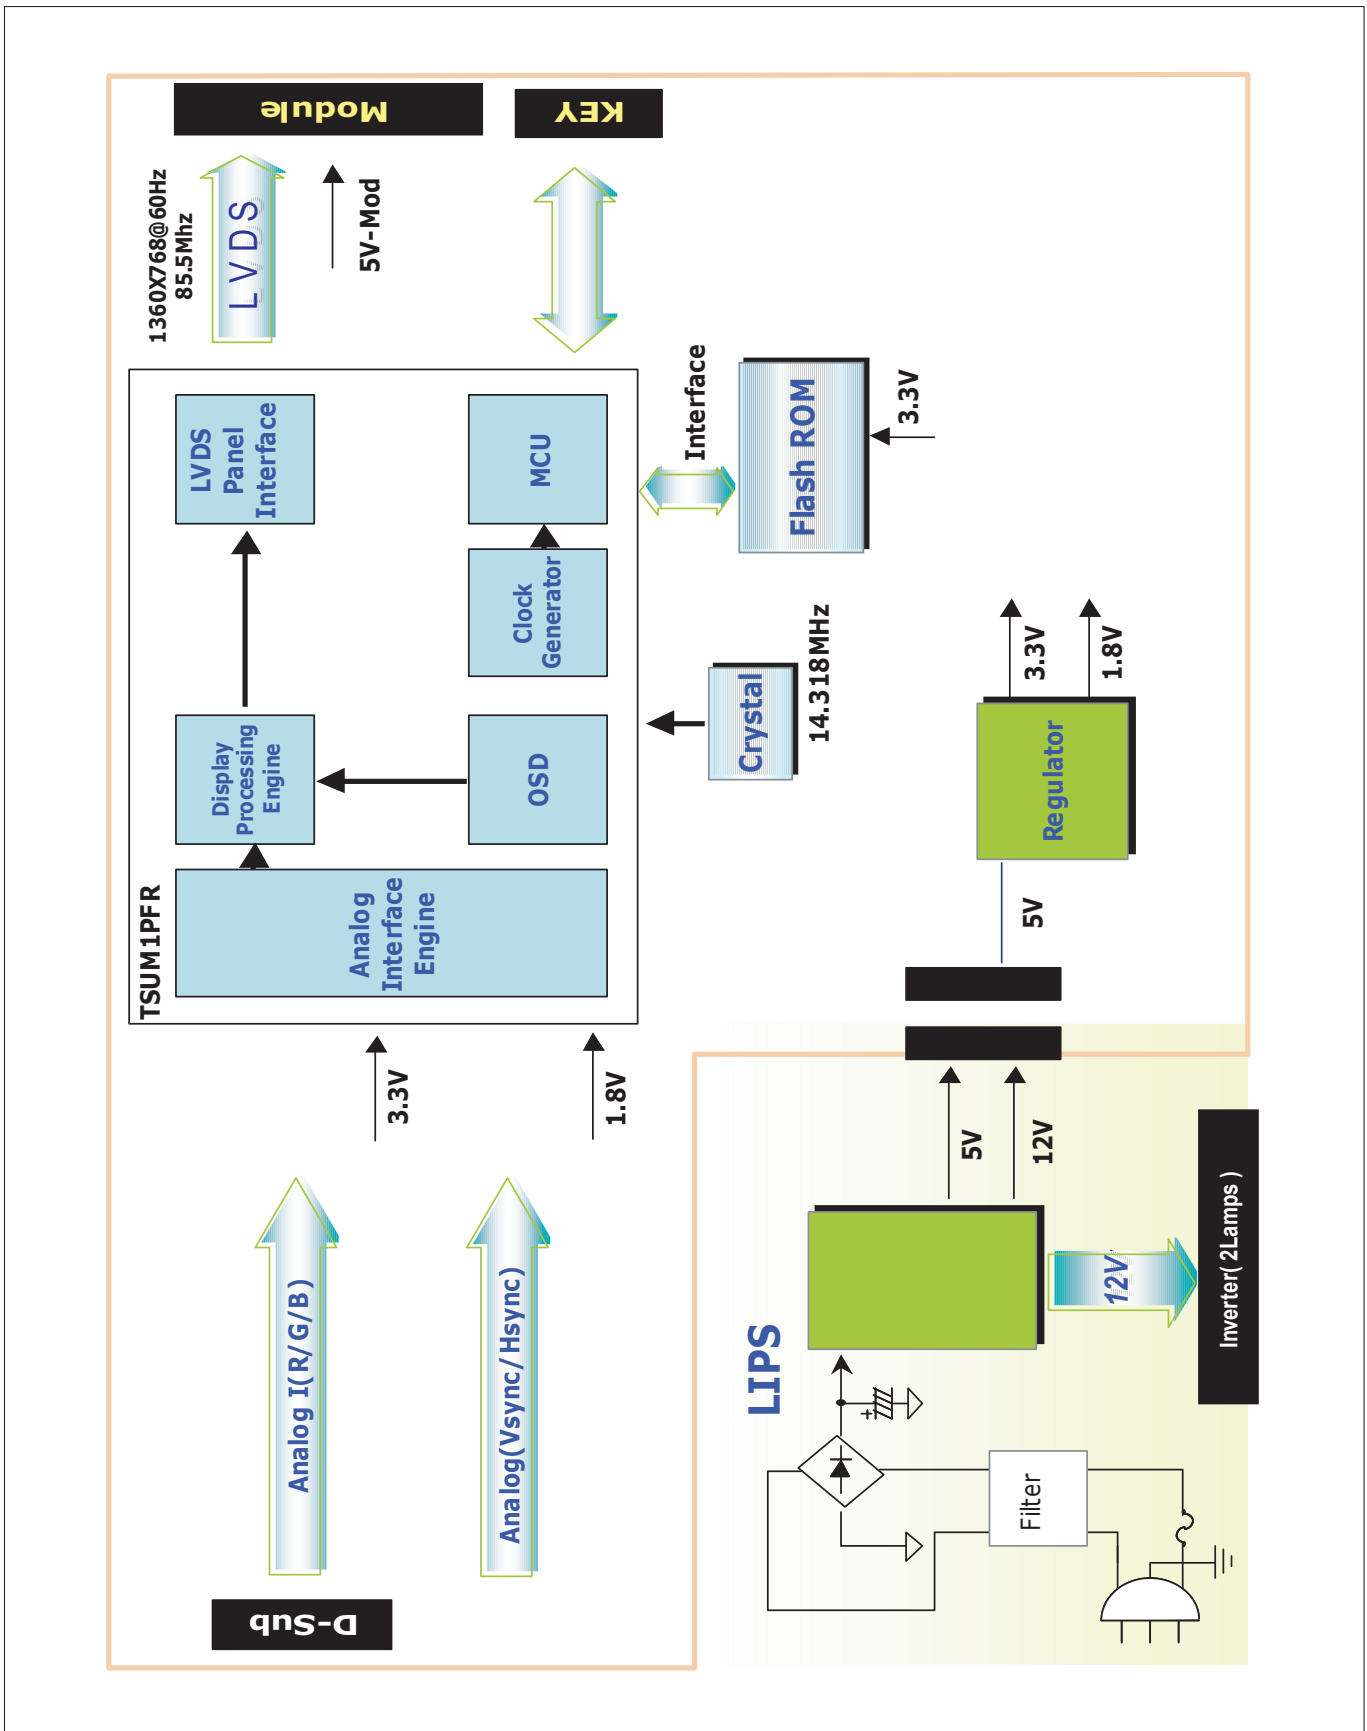 D-Sub
Analog I(R/G/B)
Analog(Vsync/Hsync)
3.3V
1.8V
TSUM1PFR
Analog
Interface
Engine
Display
Processing
Engine
OSD
LVDS
Panel
Interface
Clock
Generator
MCU
1360X768@60Hz
85.5Mhz
LVDS
5V-Mod
Module
KEY
Crystal
14.318MHz
Interface
Flash ROM
3.3V
LIPS
Filter
5V
12V
12V
Inverter( 2Lamps )
5V
Regulator
3.3V
1.8V
+